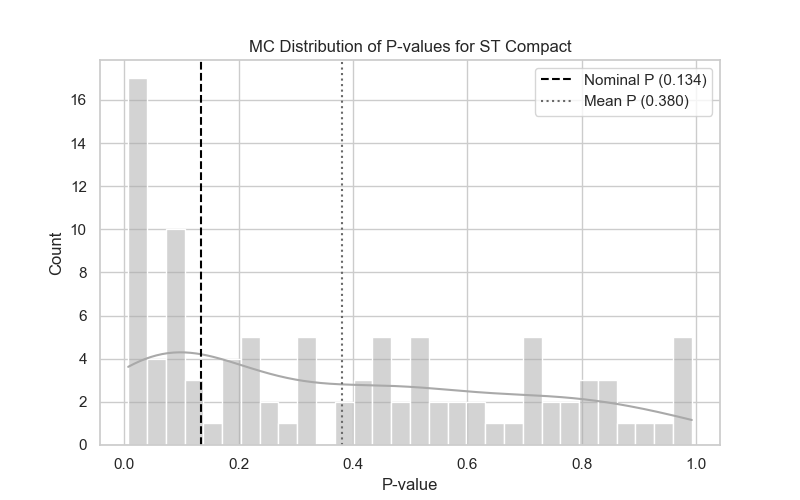 MC Distribution of P-values for ST Compact
Nominal P (0.134)
Mean P (0.380)
Count
16
14
12
10
8
6
4
2
0
0.0 0.2 0.4 0.6 0.8 1.0
P-value